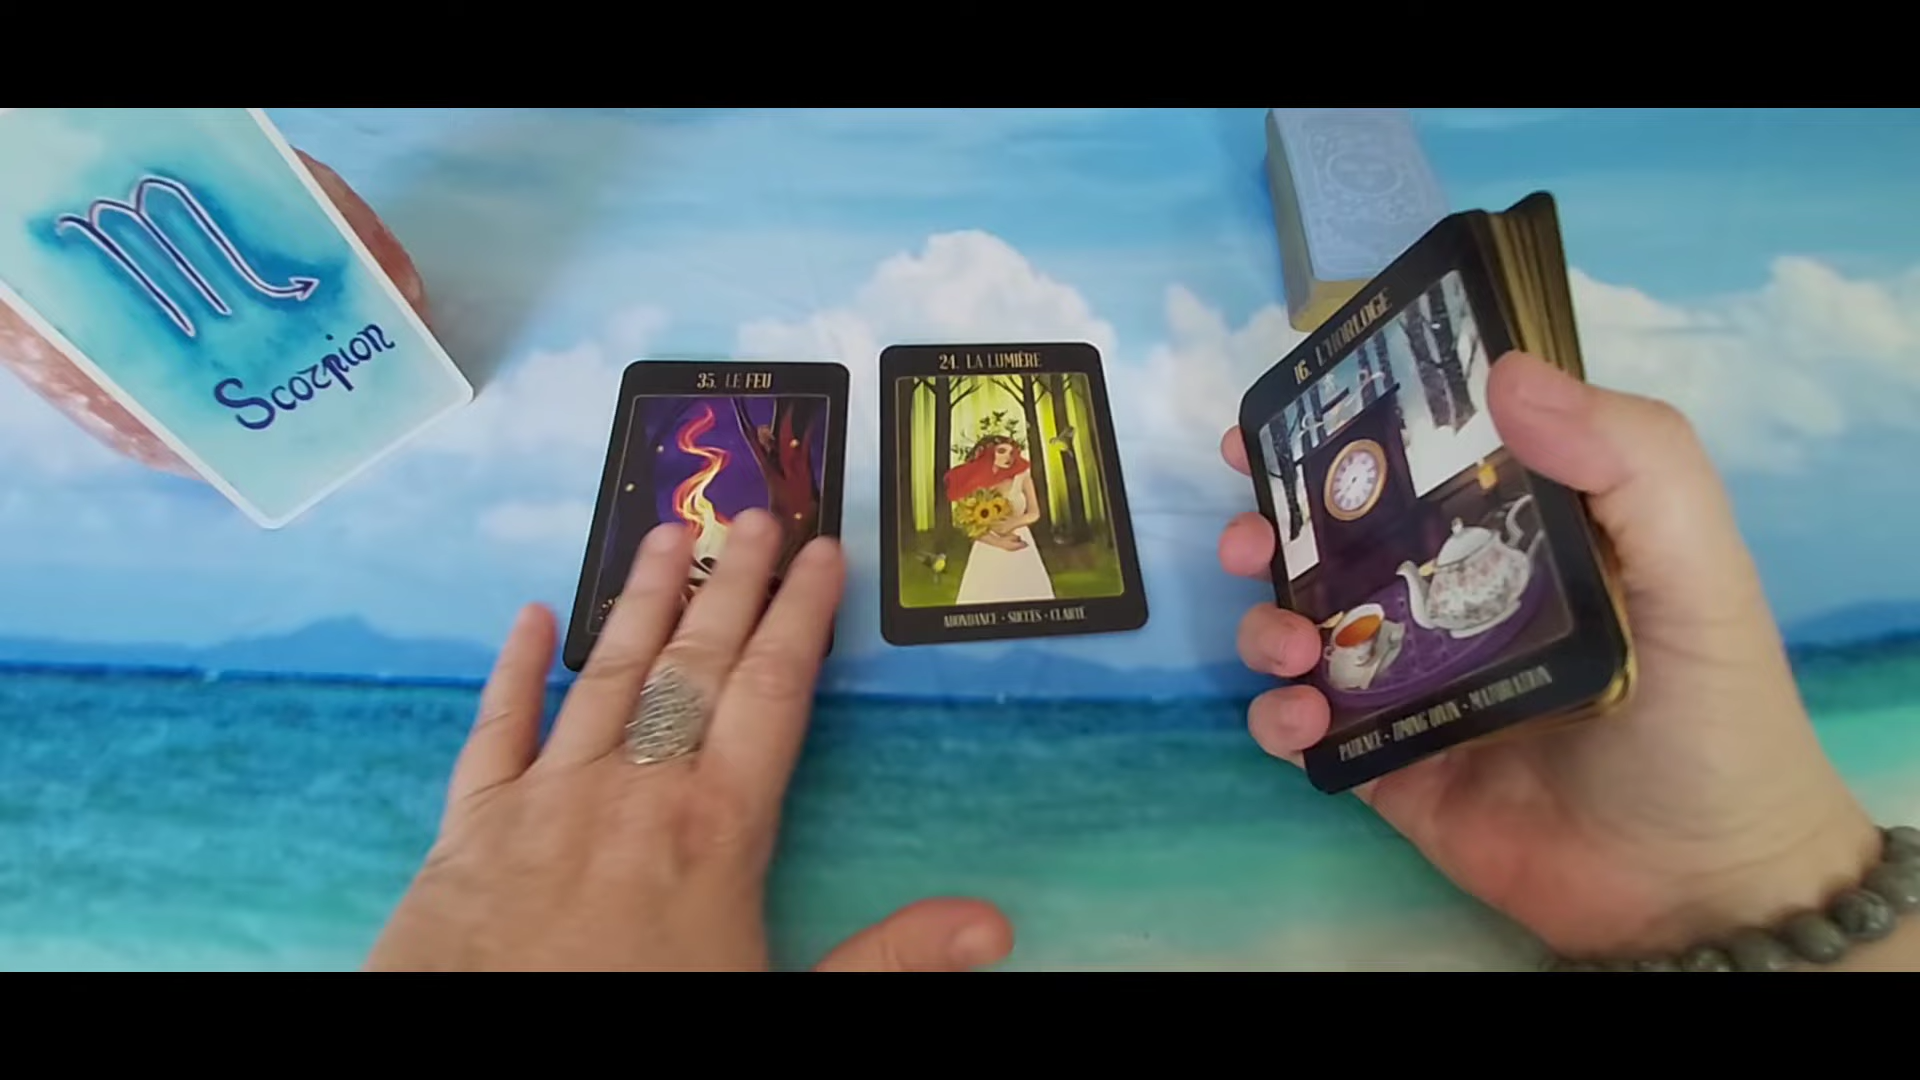 Scorpion
35. LE FEU
24. LA LUMIÈRE
ABONDANCE • SUCCÈS • CLARTÉ
16. L'HORLOGE
PATIENCE • TIMING DIVIN • MATURATION